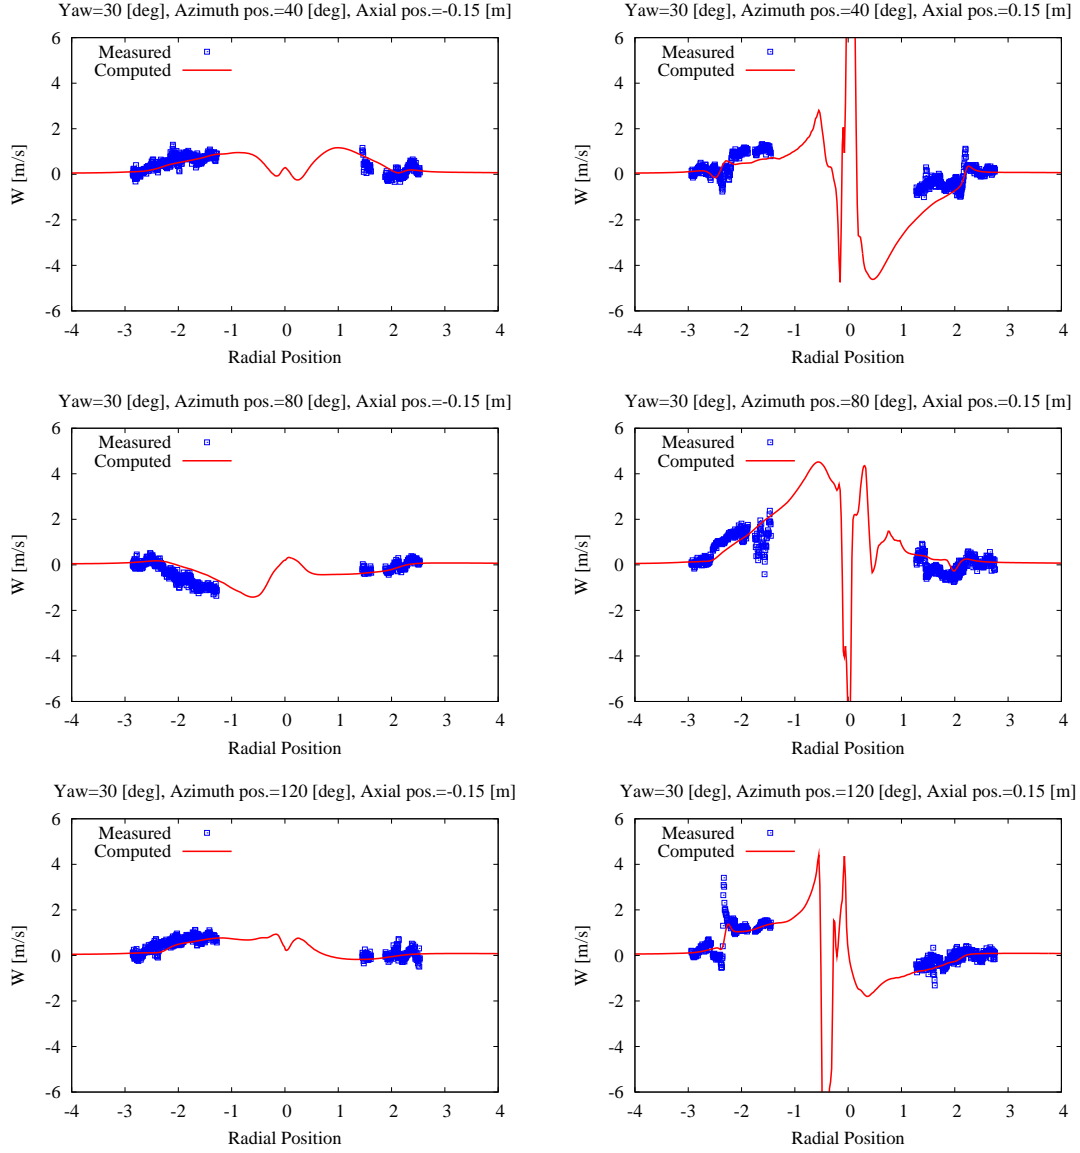 Yaw=30 [deg], Azimuth pos.=40 [deg], Axial pos.=-0.15 [m]
6
4
2
0
-2
-4
-6
W [m/s]
Measured
Computed
-4 -3 -2 -1 0 1 2 3 4
Radial Position
Yaw=30 [deg], Azimuth pos.=40 [deg], Axial pos.=0.15 [m]
6
4
2
0
-2
-4
-6
W [m/s]
Measured
Computed
-4 -3 -2 -1 0 1 2 3 4
Radial Position
Yaw=30 [deg], Azimuth pos.=80 [deg], Axial pos.=-0.15 [m]
6
4
2
0
-2
-4
-6
W [m/s]
Measured
Computed
-4 -3 -2 -1 0 1 2 3 4
Radial Position
Yaw=30 [deg], Azimuth pos.=80 [deg], Axial pos.=0.15 [m]
6
4
2
0
-2
-4
-6
W [m/s]
Measured
Computed
-4 -3 -2 -1 0 1 2 3 4
Radial Position
Yaw=30 [deg], Azimuth pos.=120 [deg], Axial pos.=-0.15 [m]
6
4
2
0
-2
-4
-6
W [m/s]
Measured
Computed
-4 -3 -2 -1 0 1 2 3 4
Radial Position
Yaw=30 [deg], Azimuth pos.=120 [deg], Axial pos.=0.15 [m]
6
4
2
0
-2
-4
-6
W [m/s]
Measured
Computed
-4 -3 -2 -1 0 1 2 3 4
Radial Position